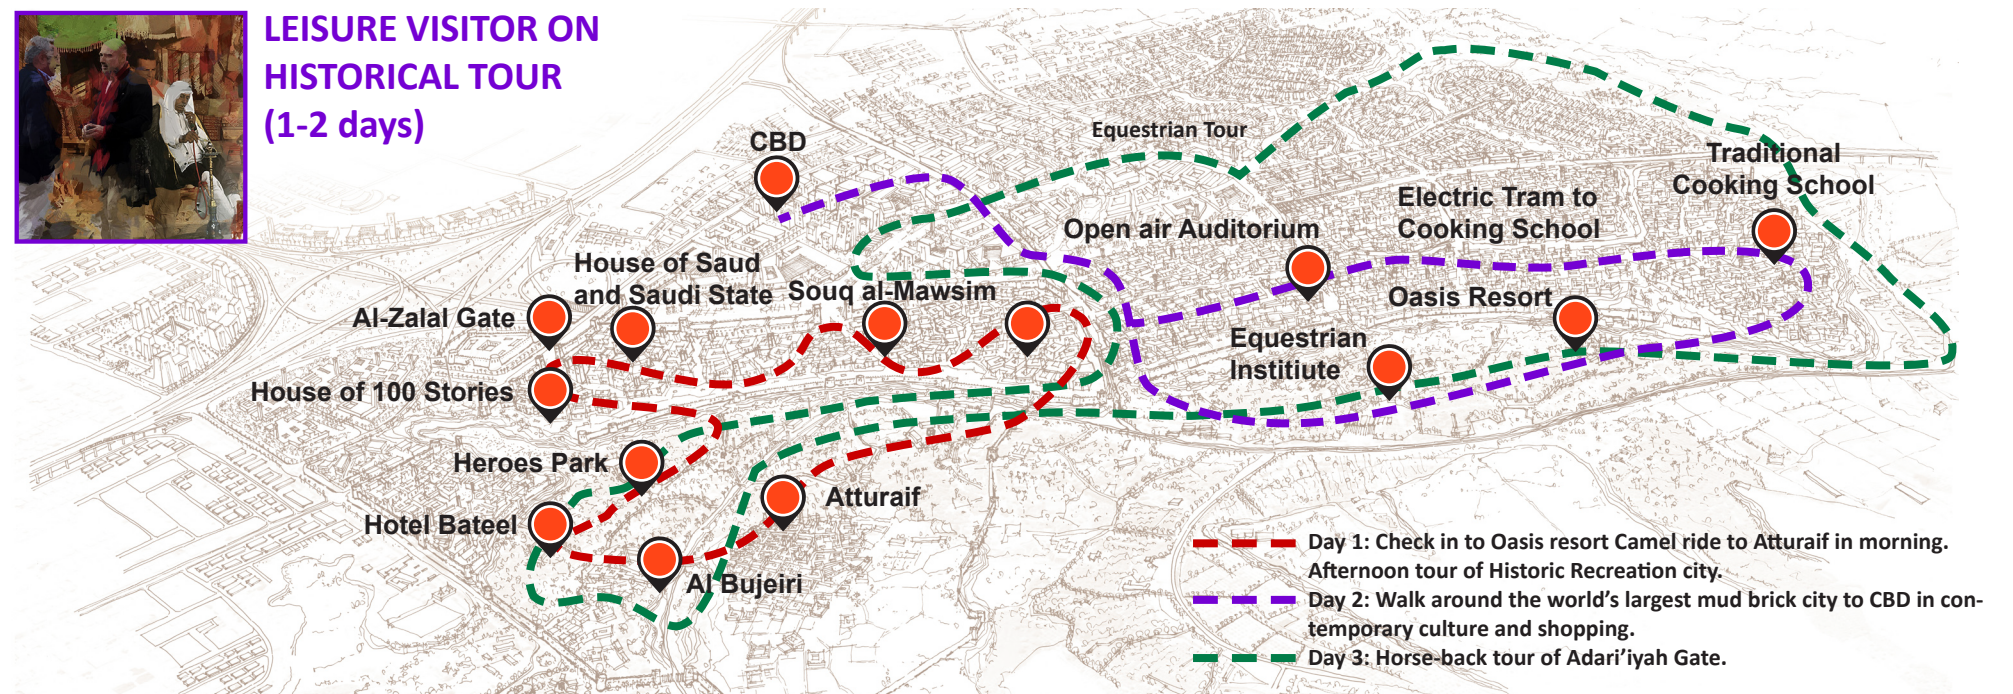 LEISURE VISITOR ON
HISTORICAL TOUR
(1-2 days)
CBD
Equestrian Tour
Traditional
Cooking School
Electric Tram to
Cooking School
Open air Auditorium
House of Saud
and Saudi State
Souq al-Mawsim
Al-Zalal Gate
Oasis Resort
Equestrian
Institiute
House of 100 Stories
Heroes Park
Atturaif
Hotel Bateel
Al Bujeiri
Day 1: Check in to Oasis resort Camel ride to Atturaif in morning.
Afternoon tour of Historic Recreation city.
Day 2: Walk around the world's largest mud brick city to CBD in con-
temporary culture and shopping.
Day 3: Horse-back tour of Adari'iyah Gate.